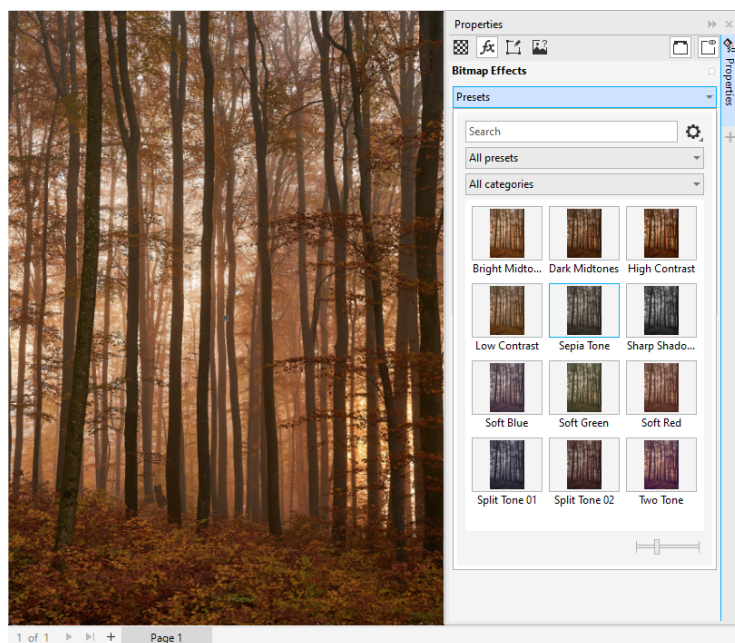 Properties
Bitmap Effects
Presets
Search
All presets
All categories
Bright Midto... Dark Midtones High Contrast
Low Contrast Sepia Tone Sharp Shado...
Soft Blue Soft Green Soft Red
Split Tone 01 Split Tone 02 Two Tone
Properties
1 of 1 Page 1